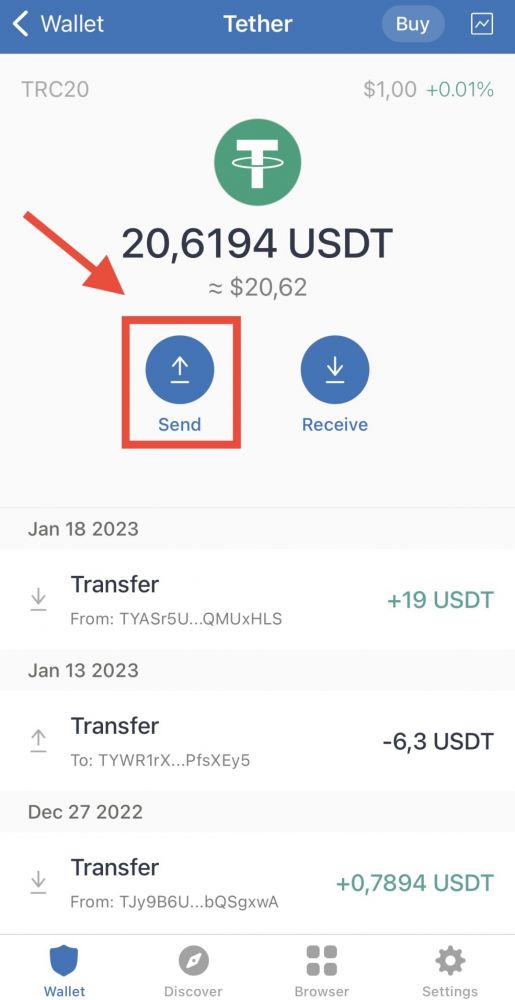 Wallet
Tether
Buy
TRC20
$1,00 +0.01%
20,6194 USDT
≈ $20,62
Send
Receive
Jan 18 2023
Transfer
+19 USDT
From: TYASr5U...QMUxHLS
Jan 13 2023
Transfer
-6,3 USDT
To: TYWR1rX...PfsXEy5
Dec 27 2022
Transfer
+0,7894 USDT
From: TJy9B6U...bQSgxwA
Wallet
Discover
Browser
Settings